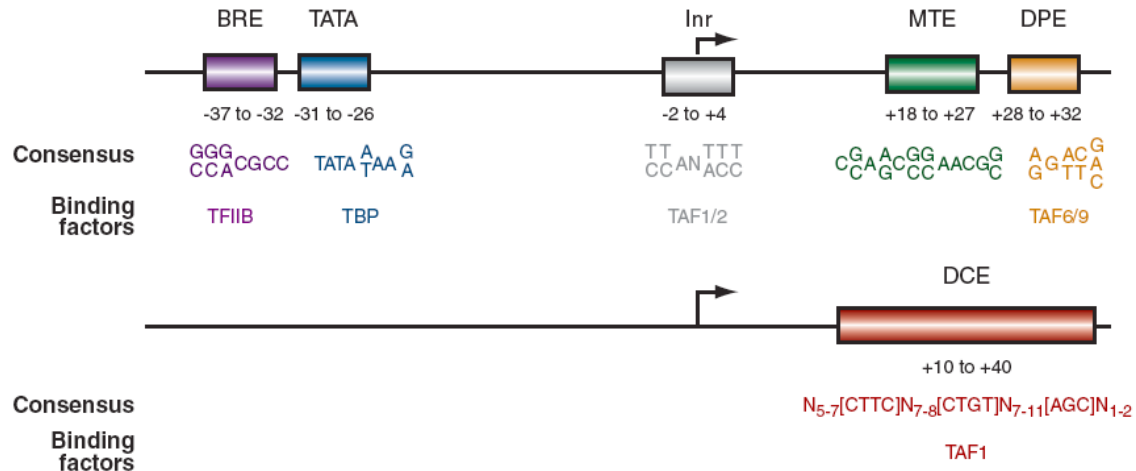 BRE TATA Inr MTE DPE
-37 to -32 -31 to -26 -2 to +4 +18 to +27 +28 to +32
Consensus GGG/CCA CGCC TATA A/T AA G/A TT/CC AN TTT/ACC C G/C A A/G C GG/CC AACG G/C A/G G AC/TT G/A/C
Binding factors TFIIB TBP TAF1/2 TAF6/9
DCE
+10 to +40
Consensus N5-7[CTTC]N7-8[CTGT]N7-11[AGC]N1-2
Binding factors TAF1